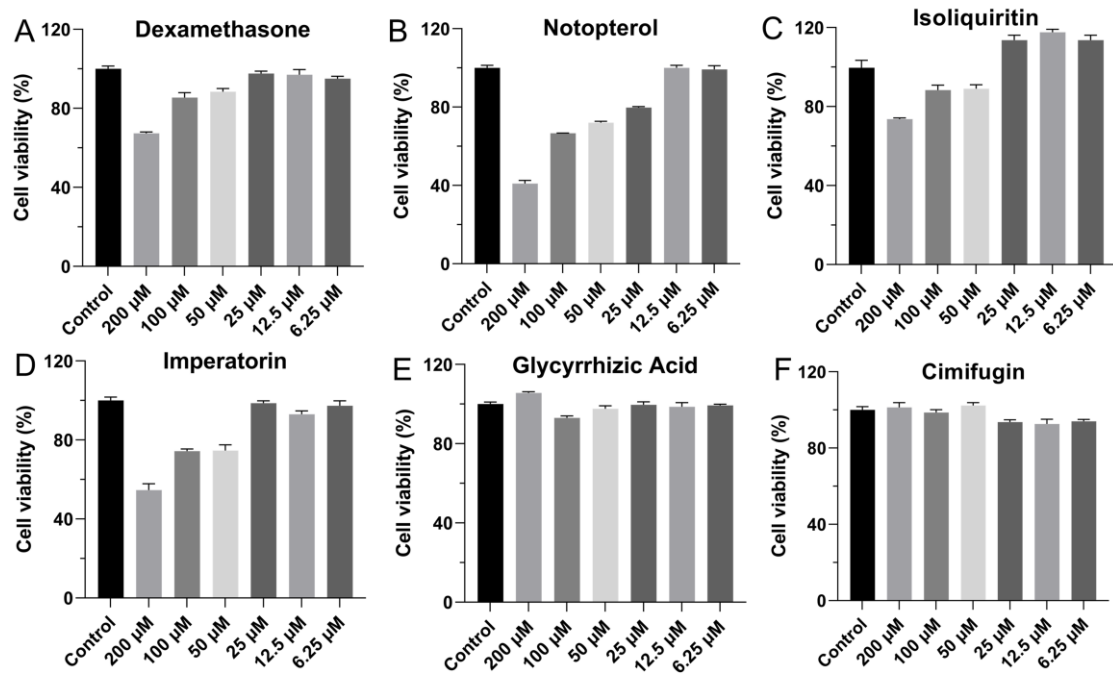 A
Dexamethasone
Cell viability (%)
120
80
40
0
Control
200 µM
100 µM
50 µM
25 µM
12.5 µM
6.25 µM
B
Notopterol
Cell viability (%)
120
80
40
0
Control
200 µM
100 µM
50 µM
25 µM
12.5 µM
6.25 µM
C
Isoliquiritin
Cell viability (%)
120
80
40
0
Control
200 µM
100 µM
50 µM
25 µM
12.5 µM
6.25 µM
D
Imperatorin
Cell viability (%)
120
80
40
0
Control
200 µM
100 µM
50 µM
25 µM
12.5 µM
6.25 µM
E
Glycyrrhizic Acid
Cell viability (%)
120
80
40
0
Control
200 µM
100 µM
50 µM
25 µM
12.5 µM
6.25 µM
F
Cimifugin
Cell viability (%)
120
80
40
0
Control
200 µM
100 µM
50 µM
25 µM
12.5 µM
6.25 µM